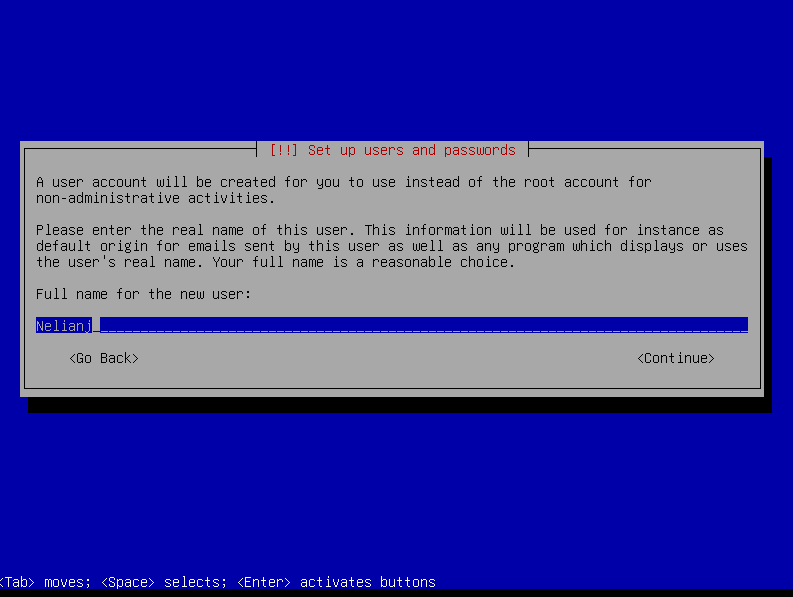 [!!] Set up users and passwords
A user account will be created for you to use instead of the root account for
non-administrative activities.
Please enter the real name of this user. This information will be used for instance as
default origin for emails sent by this user as well as any program which displays or uses
the user's real name. Your full name is a reasonable choice.
Full name for the new user:
Nelianj
<Go Back> <Continue>
<Tab> moves; <Space> selects; <Enter> activates buttons